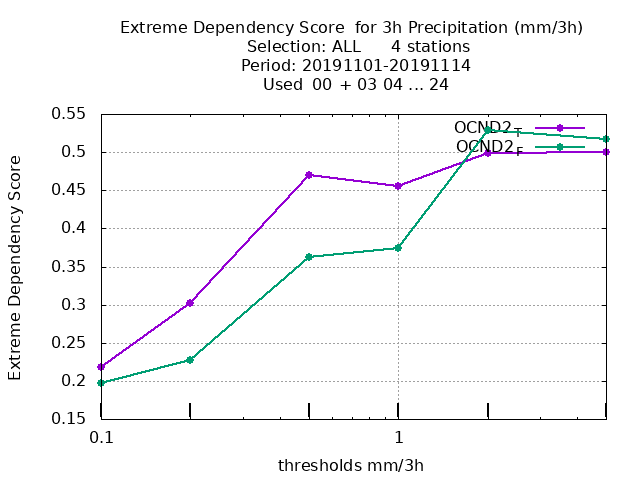 Extreme Dependency Score for 3h Precipitation (mm/3h)
Selection: ALL 4 stations
Period: 20191101-20191114
Used 00 + 03 04 ... 24
Extreme Dependency Score
0.55
0.5
0.45
0.4
0.35
0.3
0.25
0.2
0.15
OCND2T
OCND2F
0.1 1
thresholds mm/3h